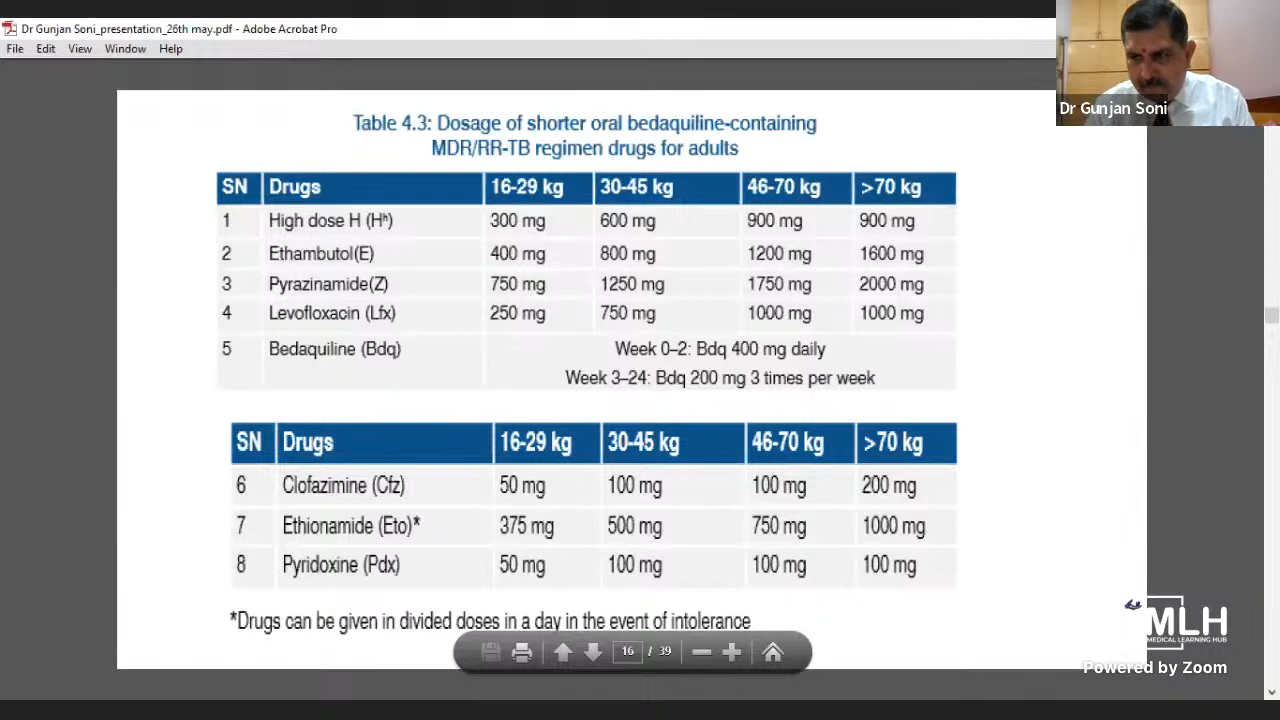 Dr Gunjan Soni_presentation_26th may.pdf - Adobe Acrobat Pro
File Edit View Window Help
Dr Gunjan Soni
Table 4.3: Dosage of shorter oral bedaquiline-containing
MDR/RR-TB regimen drugs for adults
SN Drugs 16-29 kg 30-45 kg 46-70 kg >70 kg
1 High dose H (Hʰ) 300 mg 600 mg 900 mg 900 mg
2 Ethambutol(E) 400 mg 800 mg 1200 mg 1600 mg
3 Pyrazinamide(Z) 750 mg 1250 mg 1750 mg 2000 mg
4 Levofloxacin (Lfx) 250 mg 750 mg 1000 mg 1000 mg
5 Bedaquiline (Bdq) Week 0–2: Bdq 400 mg daily
Week 3–24: Bdq 200 mg 3 times per week
SN Drugs 16-29 kg 30-45 kg 46-70 kg >70 kg
6 Clofazimine (Cfz) 50 mg 100 mg 100 mg 200 mg
7 Ethionamide (Eto)* 375 mg 500 mg 750 mg 1000 mg
8 Pyridoxine (Pdx) 50 mg 100 mg 100 mg 100 mg
*Drugs can be given in divided doses in a day in the event of intolerance
16 / 39
MLH
MEDICAL LEARNING HUB
Powered by Zoom